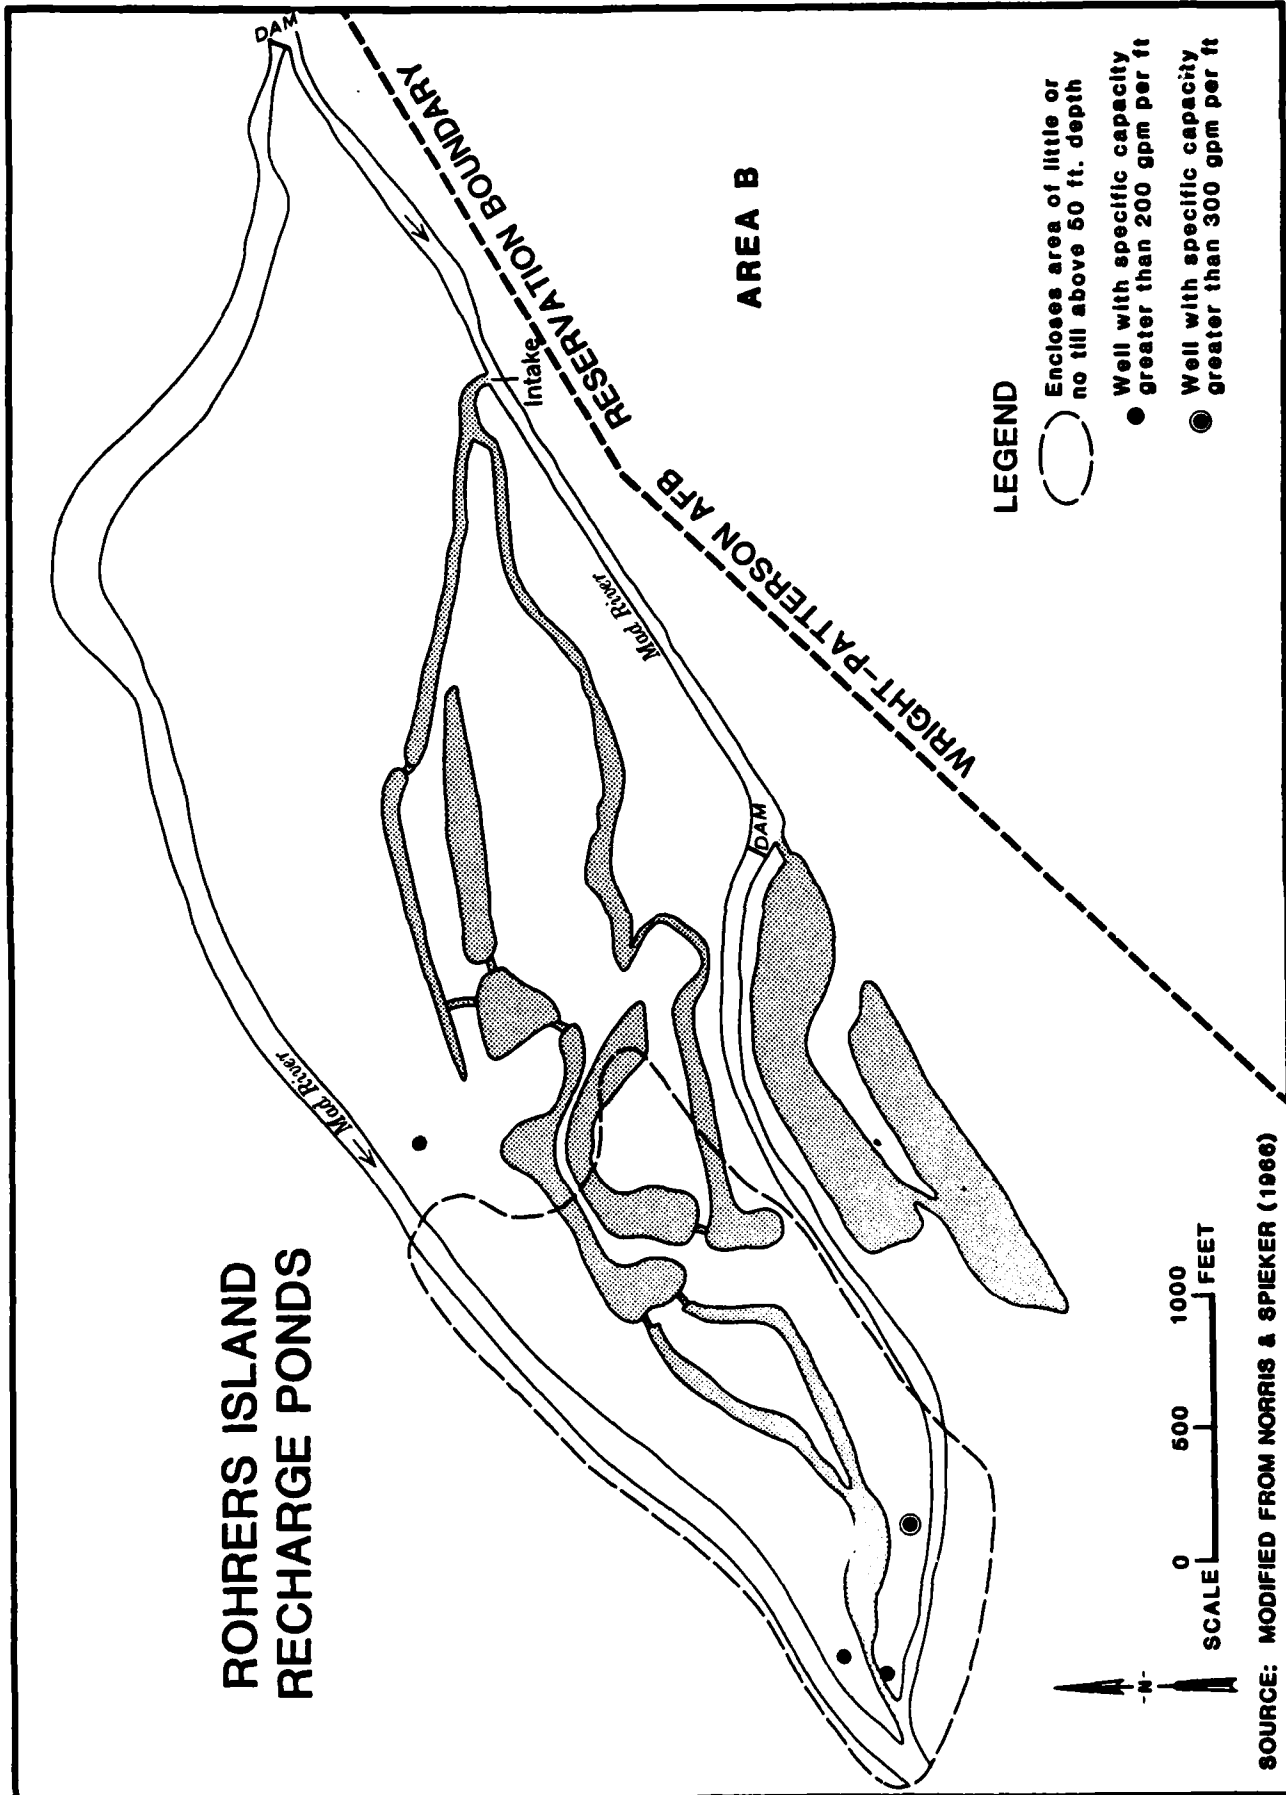 ROHRERS ISLAND
RECHARGE PONDS
DAM
← Mad River
Intake
Mad River
DAM
WRIGHT–PATTERSON AFB RESERVATION BOUNDARY
AREA B
LEGEND
Encloses area of little or
no till above 50 ft. depth
Well with specific capacity
greater than 200 gpm per ft
Well with specific capacity
greater than 300 gpm per ft
-N-
0 500 1000
SCALE FEET
SOURCE: MODIFIED FROM NORRIS & SPIEKER (1966)